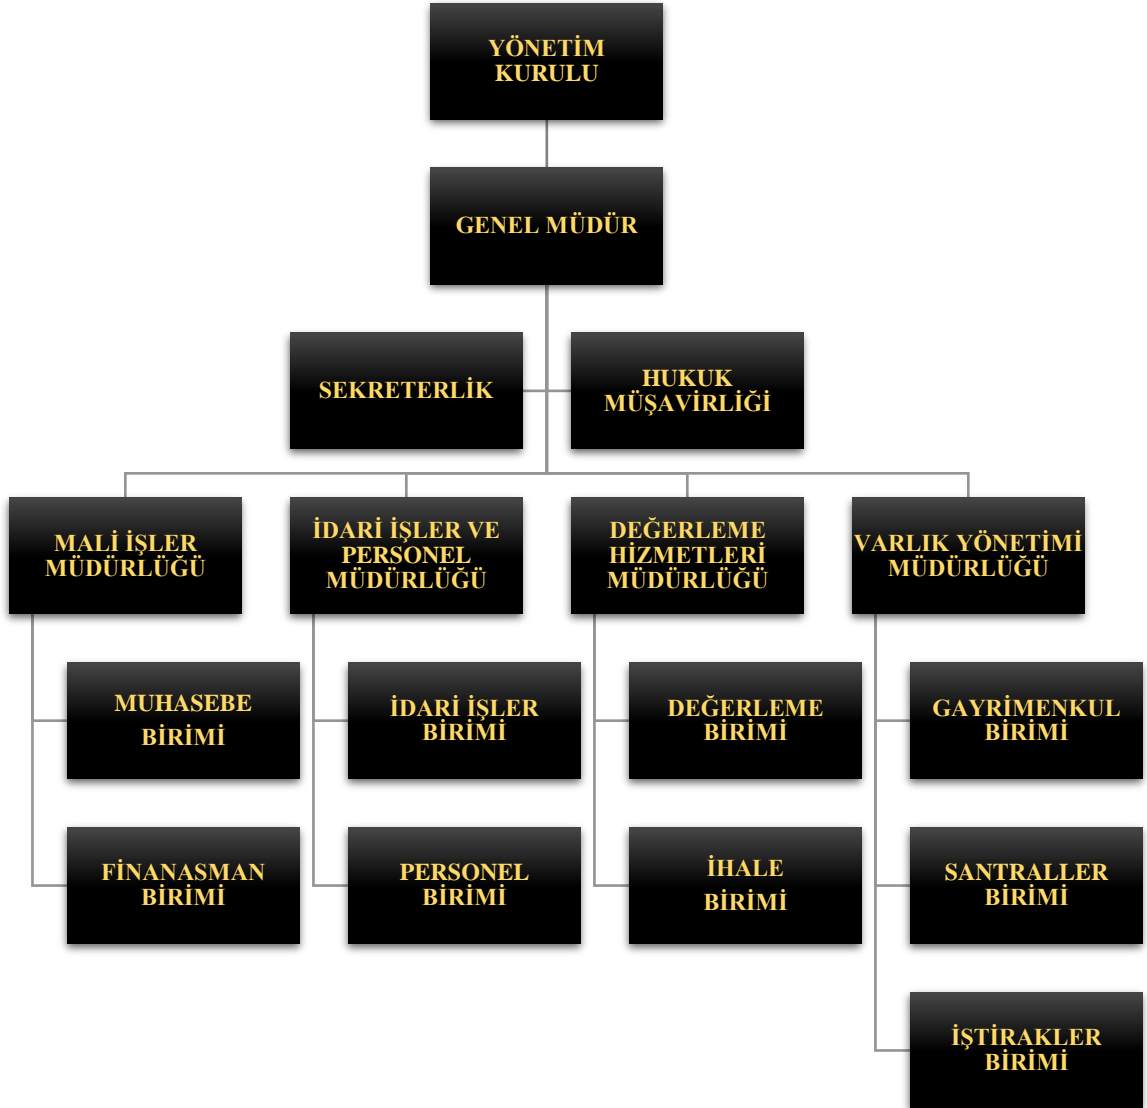 YÖNETİM
KURULU
GENEL MÜDÜR
SEKRETERLİK
HUKUK
MÜŞAVİRLİĞİ
MALİ İŞLER
MÜDÜRLÜĞÜ
İDARİ İŞLER VE
PERSONEL
MÜDÜRLÜĞÜ
DEĞERLEME
HİZMETLERİ
MÜDÜRLÜĞÜ
VARLIK YÖNETİMİ
MÜDÜRLÜĞÜ
MUHASEBE
BİRİMİ
İDARİ İŞLER
BİRİMİ
DEĞERLEME
BİRİMİ
GAYRİMENKUL
BİRİMİ
FİNANASMAN
BİRİMİ
PERSONEL
BİRİMİ
İHALE
BİRİMİ
SANTRALLER
BİRİMİ
İŞTİRAKLER
BİRİMİ